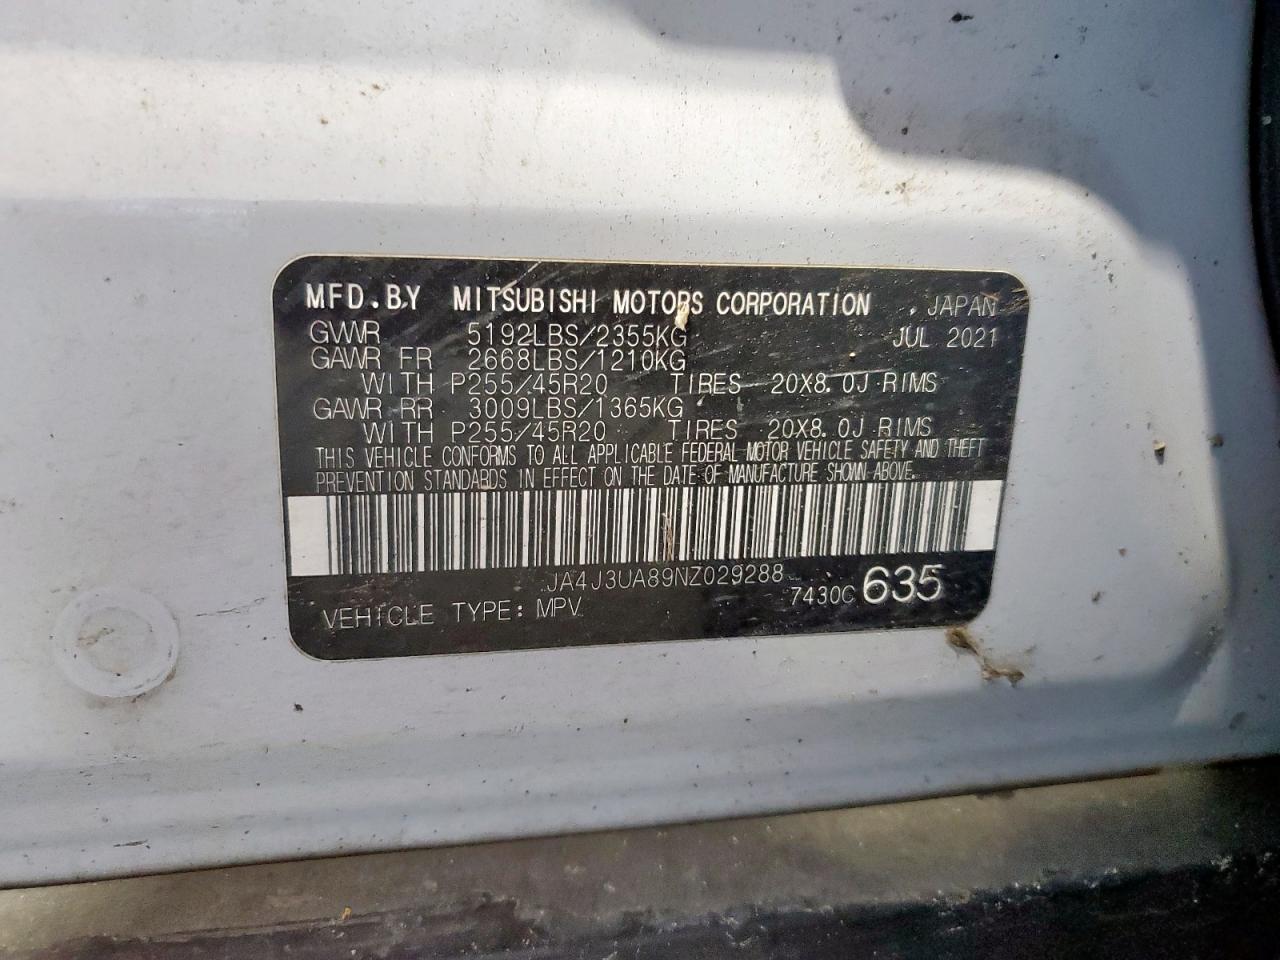 MFD.BY MITSUBISHI MOTORS CORPORATION JAPAN
GVWR 5192LBS/2355KG JUL 2021
GAWR FR 2668LBS/1210KG
WITH P255/45R20 TIRES 20X8.0J RIMS
GAWR RR 3009LBS/1365KG
WITH P255/45R20 TIRES 20X8.0J RIMS
THIS VEHICLE CONFORMS TO ALL APPLICABLE FEDERAL MOTOR VEHICLE SAFETY AND THEFT
PREVENTION STANDARDS IN EFFECT ON THE DATE OF MANUFACTURE SHOWN ABOVE.
JA4J3UA89NZ029288
VEHICLE TYPE: MPV 7430C 635